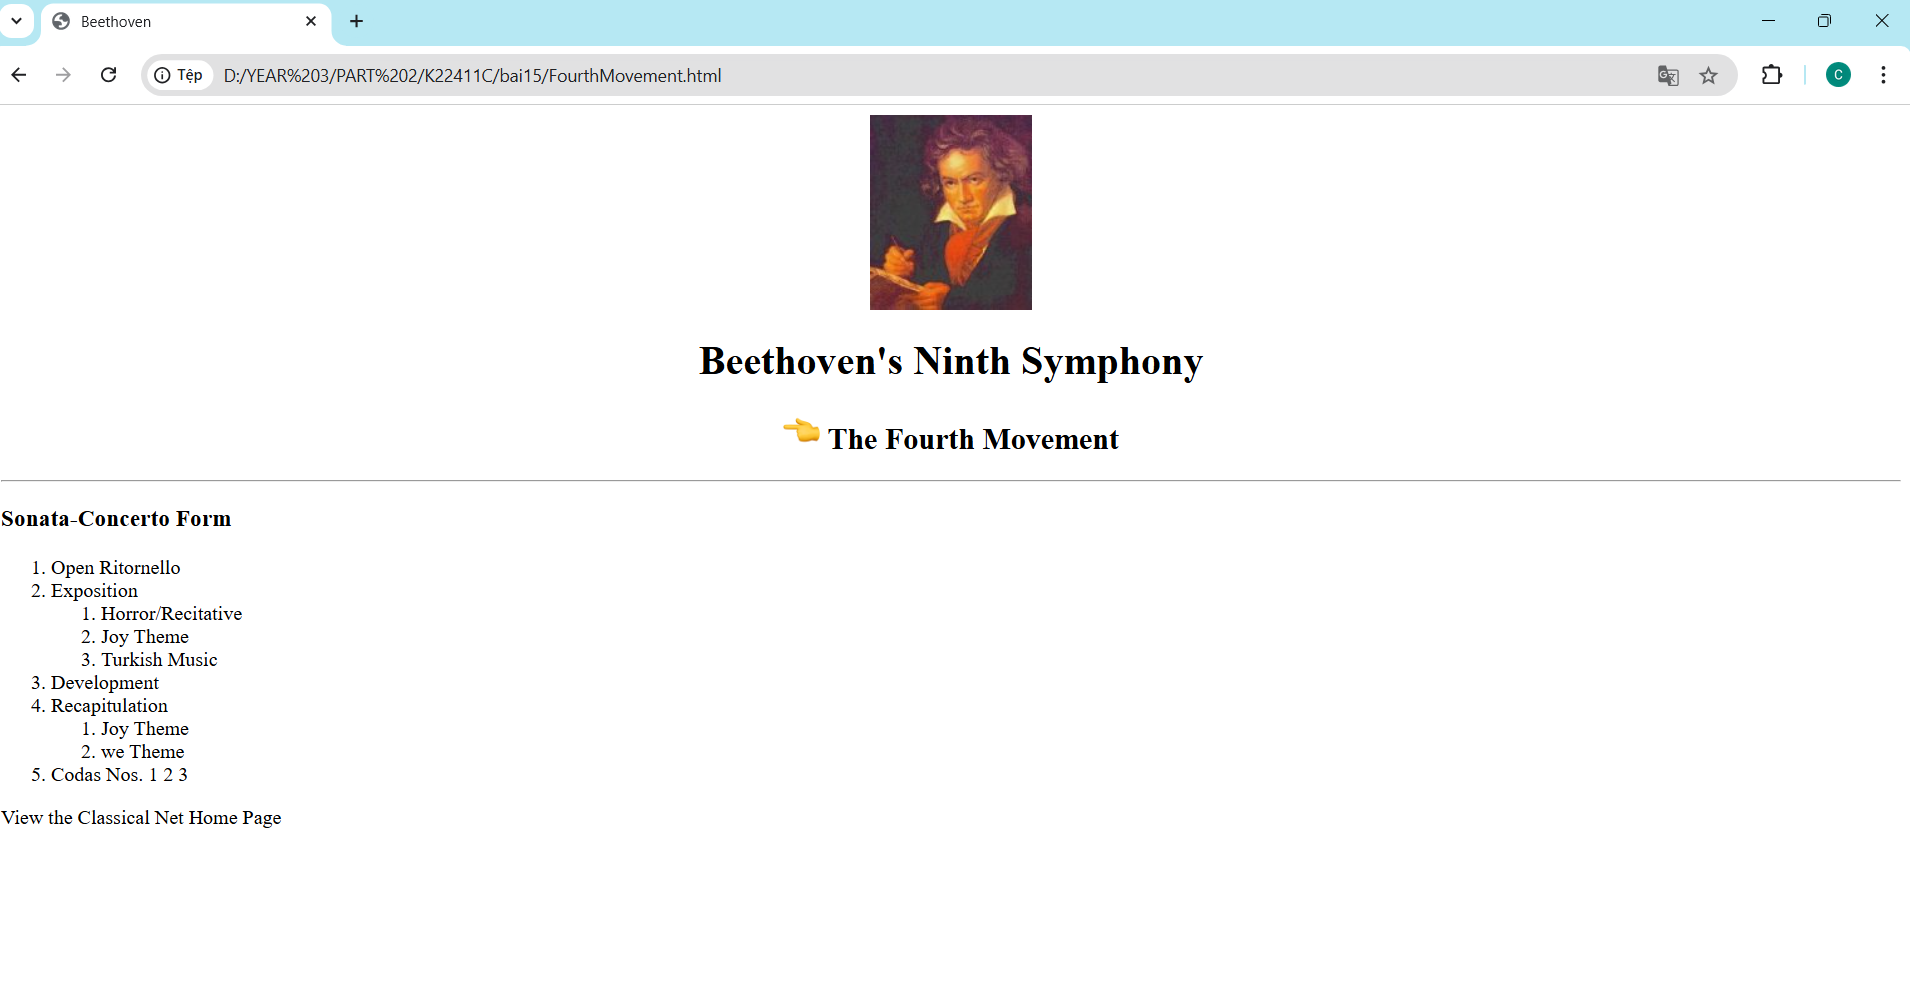 Beethoven
Tệp D:/YEAR%203/PART%202/K22411C/bai15/FourthMovement.html
C
Beethoven's Ninth Symphony
The Fourth Movement
Sonata-Concerto Form
1. Open Ritornello
2. Exposition
1. Horror/Recitative
2. Joy Theme
3. Turkish Music
3. Development
4. Recapitulation
1. Joy Theme
2. we Theme
5. Codas Nos. 1 2 3
View the Classical Net Home Page